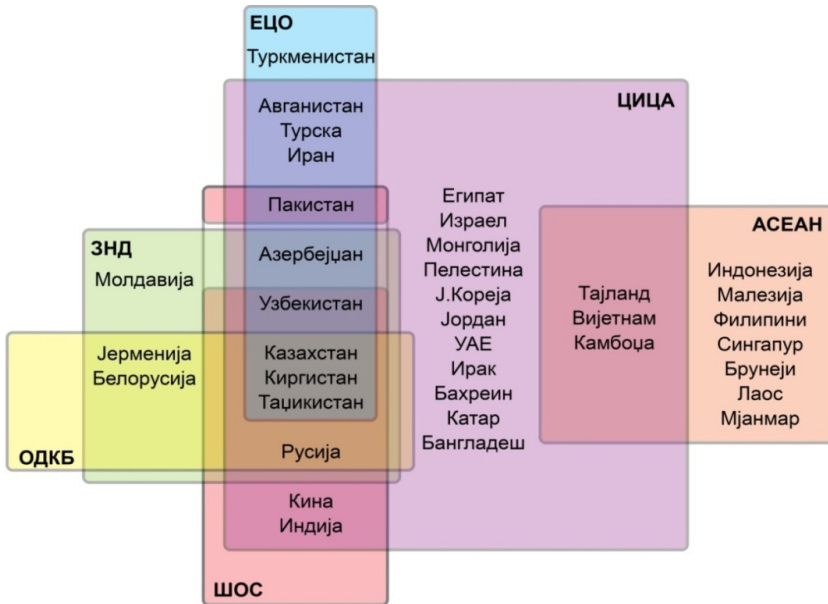 ЕЦО
Туркменистан
ЦИЦА
Авганистан
Турска
Иран
Пакистан
ЗНД
Молдавија
Азербејџан
Узбекистан
Јерменија
Белорусија
Казахстан
Киргистан
Таџикистан
ОДКБ
Русија
Кина
Индија
ШОС
Египат
Израел
Монголија
Пелестина
Ј.Кореја
Јордан
УАЕ
Ирак
Бахреин
Катар
Бангладеш
Тајланд
Вијетнам
Камбоџа
АСЕАН
Индонезија
Малезија
Филипини
Сингапур
Брунеји
Лаос
Мјанмар